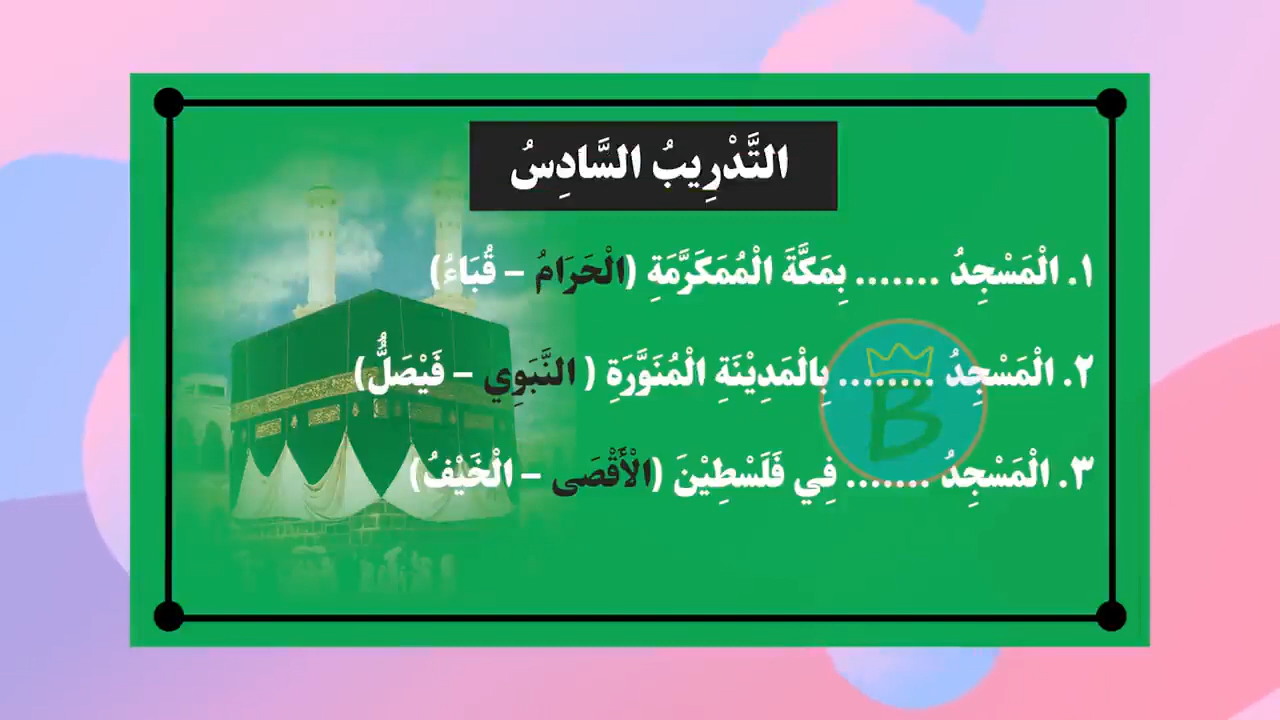 التَّدْرِيبُ السَّادِسُ
١. الْمَسْجِدُ ....... بِمَكَّةَ الْمُمَكَرَّمَةِ (الْحَرَامُ – قُبَاءُ)
٢. الْمَسْجِدُ ........ بِالْمَدِيْنَةِ الْمُنَوَّرَةِ ( النَّبَوِي – فَيْصَلُّ)
٣. الْمَسْجِدُ ....... فِي فَلَسْطِيْنَ (الْأَقْصَى – الْخَيْفُ)
B